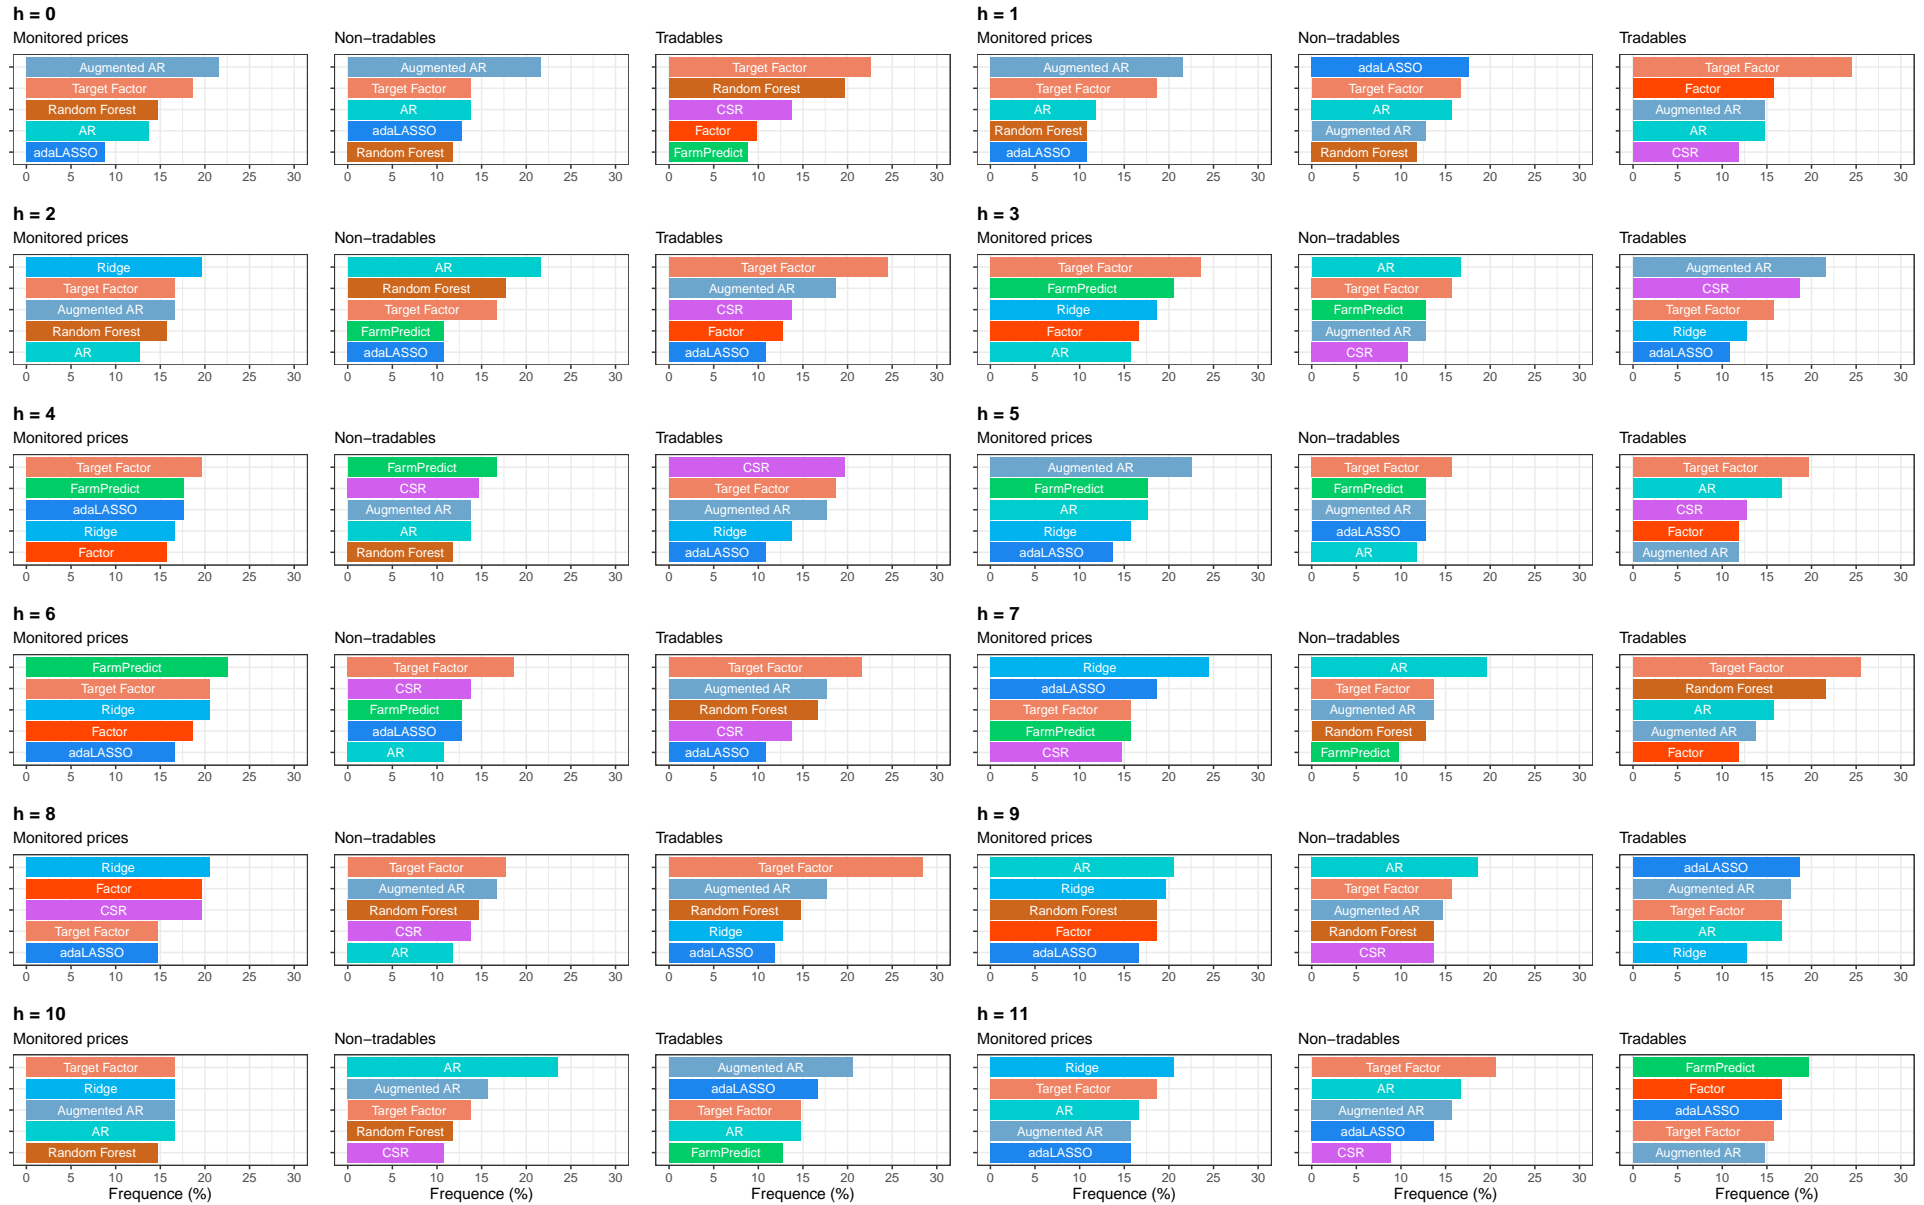 h = 0
Monitored prices
Augmented AR
Target Factor
Random Forest
AR
adaLASSO
0 5 10 15 20 25 30
Non−tradables
Augmented AR
Target Factor
AR
adaLASSO
Random Forest
0 5 10 15 20 25 30
Tradables
Target Factor
Random Forest
CSR
Factor
FarmPredict
0 5 10 15 20 25 30
h = 1
Monitored prices
Augmented AR
Target Factor
AR
Random Forest
adaLASSO
0 5 10 15 20 25 30
Non−tradables
adaLASSO
Target Factor
AR
Augmented AR
Random Forest
0 5 10 15 20 25 30
Tradables
Target Factor
Factor
Augmented AR
AR
CSR
0 5 10 15 20 25 30
h = 2
Monitored prices
Ridge
Target Factor
Augmented AR
Random Forest
AR
0 5 10 15 20 25 30
Non−tradables
AR
Random Forest
Target Factor
FarmPredict
adaLASSO
0 5 10 15 20 25 30
Tradables
Target Factor
Augmented AR
CSR
Factor
adaLASSO
0 5 10 15 20 25 30
h = 3
Monitored prices
Target Factor
FarmPredict
Ridge
Factor
AR
0 5 10 15 20 25 30
Non−tradables
AR
Target Factor
FarmPredict
Augmented AR
CSR
0 5 10 15 20 25 30
Tradables
Augmented AR
CSR
Target Factor
Ridge
adaLASSO
0 5 10 15 20 25 30
h = 4
Monitored prices
Target Factor
FarmPredict
adaLASSO
Ridge
Factor
0 5 10 15 20 25 30
Non−tradables
FarmPredict
CSR
Augmented AR
AR
Random Forest
0 5 10 15 20 25 30
Tradables
CSR
Target Factor
Augmented AR
Ridge
adaLASSO
0 5 10 15 20 25 30
h = 5
Monitored prices
Augmented AR
FarmPredict
AR
Ridge
adaLASSO
0 5 10 15 20 25 30
Non−tradables
Target Factor
FarmPredict
Augmented AR
adaLASSO
AR
0 5 10 15 20 25 30
Tradables
Target Factor
AR
CSR
Factor
Augmented AR
0 5 10 15 20 25 30
h = 6
Monitored prices
FarmPredict
Target Factor
Ridge
Factor
adaLASSO
0 5 10 15 20 25 30
Non−tradables
Target Factor
CSR
FarmPredict
adaLASSO
AR
0 5 10 15 20 25 30
Tradables
Target Factor
Augmented AR
Random Forest
CSR
adaLASSO
0 5 10 15 20 25 30
h = 7
Monitored prices
Ridge
adaLASSO
Target Factor
FarmPredict
CSR
0 5 10 15 20 25 30
Non−tradables
AR
Target Factor
Augmented AR
Random Forest
FarmPredict
0 5 10 15 20 25 30
Tradables
Target Factor
Random Forest
AR
Augmented AR
Factor
0 5 10 15 20 25 30
h = 8
Monitored prices
Ridge
Factor
CSR
Target Factor
adaLASSO
0 5 10 15 20 25 30
Non−tradables
Target Factor
Augmented AR
Random Forest
CSR
AR
0 5 10 15 20 25 30
Tradables
Target Factor
Augmented AR
Random Forest
Ridge
adaLASSO
0 5 10 15 20 25 30
h = 9
Monitored prices
AR
Ridge
Random Forest
Factor
adaLASSO
0 5 10 15 20 25 30
Non−tradables
AR
Target Factor
Augmented AR
Random Forest
CSR
0 5 10 15 20 25 30
Tradables
adaLASSO
Augmented AR
Target Factor
AR
Ridge
0 5 10 15 20 25 30
h = 10
Monitored prices
Target Factor
Ridge
Augmented AR
AR
Random Forest
0 5 10 15 20 25 30
Frequence (%)
Non−tradables
AR
Augmented AR
Target Factor
Random Forest
CSR
0 5 10 15 20 25 30
Frequence (%)
Tradables
Augmented AR
adaLASSO
Target Factor
AR
FarmPredict
0 5 10 15 20 25 30
Frequence (%)
h = 11
Monitored prices
Ridge
Target Factor
AR
Augmented AR
adaLASSO
0 5 10 15 20 25 30
Frequence (%)
Non−tradables
Target Factor
AR
Augmented AR
adaLASSO
CSR
0 5 10 15 20 25 30
Frequence (%)
Tradables
FarmPredict
Factor
adaLASSO
Target Factor
Augmented AR
0 5 10 15 20 25 30
Frequence (%)